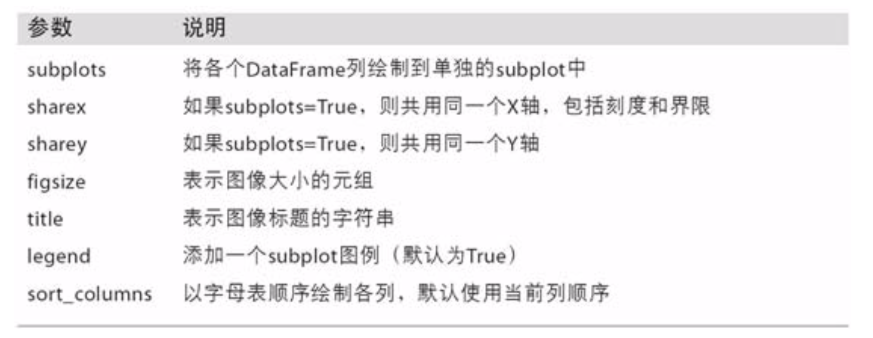 参数 说明
subplots 将各个DataFrame列绘制到单独的subplot中
sharex 如果subplots=True，则共用同一个X轴，包括刻度和界限
sharey 如果subplots=True，则共用同一个Y轴
figsize 表示图像大小的元组
title 表示图像标题的字符串
legend 添加一个subplot图例（默认为True）
sort_columns 以字母表顺序绘制各列，默认使用当前列顺序